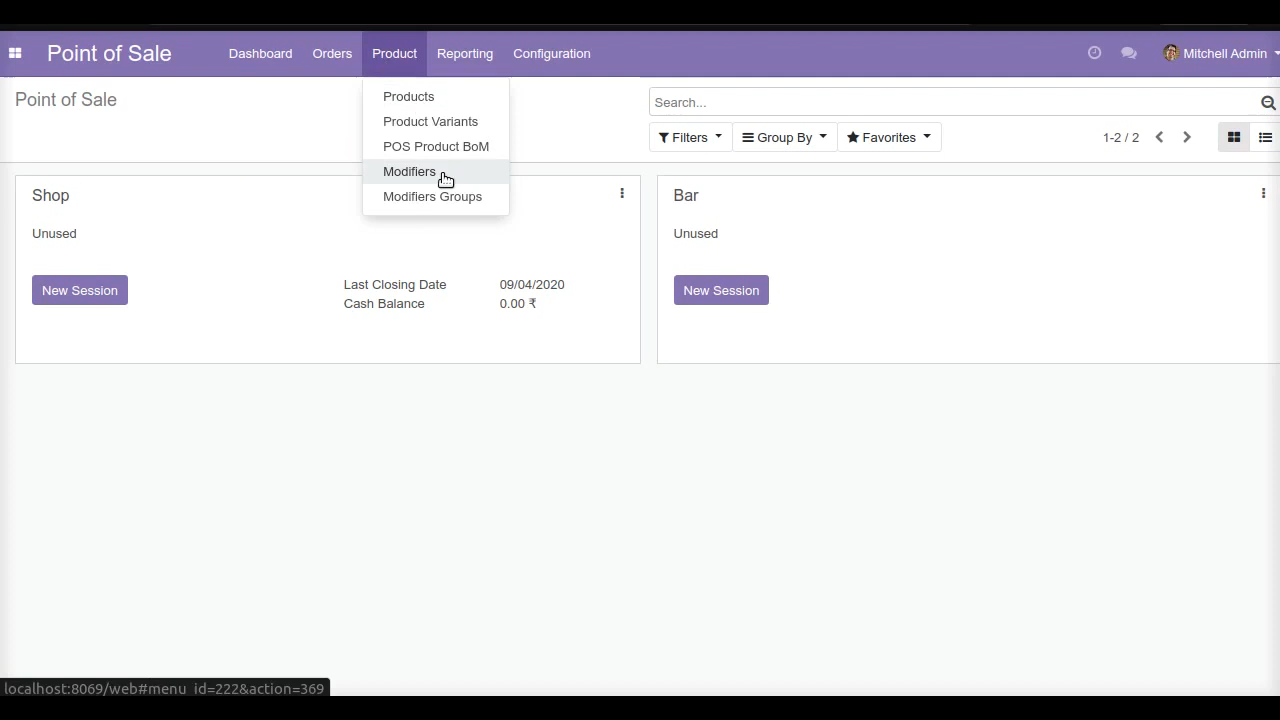 Point of Sale Dashboard Orders Product Reporting Configuration Mitchell Admin
Point of Sale
Search...
Filters Group By Favorites 1-2 / 2
Products
Product Variants
POS Product BoM
Modifiers
Modifiers Groups
Shop
Unused
New Session
Last Closing Date 09/04/2020
Cash Balance 0.00 ₹
Bar
Unused
New Session
localhost:8069/web#menu_id=222&action=369